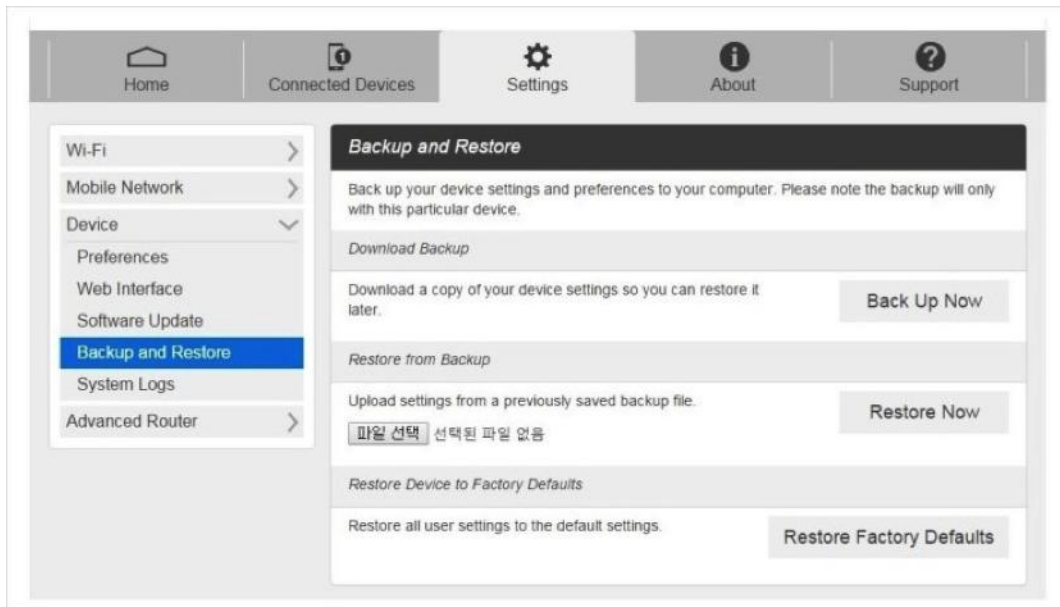 Home
Connected Devices
1
Settings
About
Support
Wi-Fi
Mobile Network
Device
Preferences
Web Interface
Software Update
Backup and Restore
System Logs
Advanced Router
Backup and Restore
Back up your device settings and preferences to your computer. Please note the backup will only
with this particular device.
Download Backup
Download a copy of your device settings so you can restore it
later.
Back Up Now
Restore from Backup
Upload settings from a previously saved backup file.
파일 선택 선택된 파일 없음
Restore Now
Restore Device to Factory Defaults
Restore all user settings to the default settings.
Restore Factory Defaults